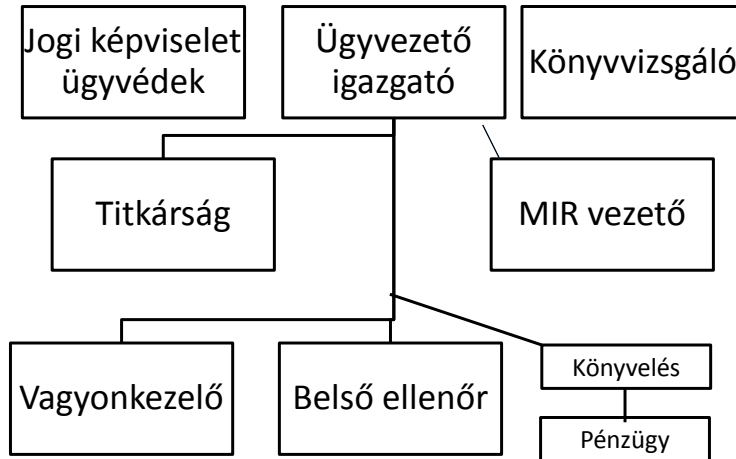 Jogi képviselet
ügyvédek
Ügyvezető
igazgató
Könyvvizsgáló
Titkárság
MIR vezető
Vagyonkezelő
Belső ellenőr
Könyvelés
Pénzügy